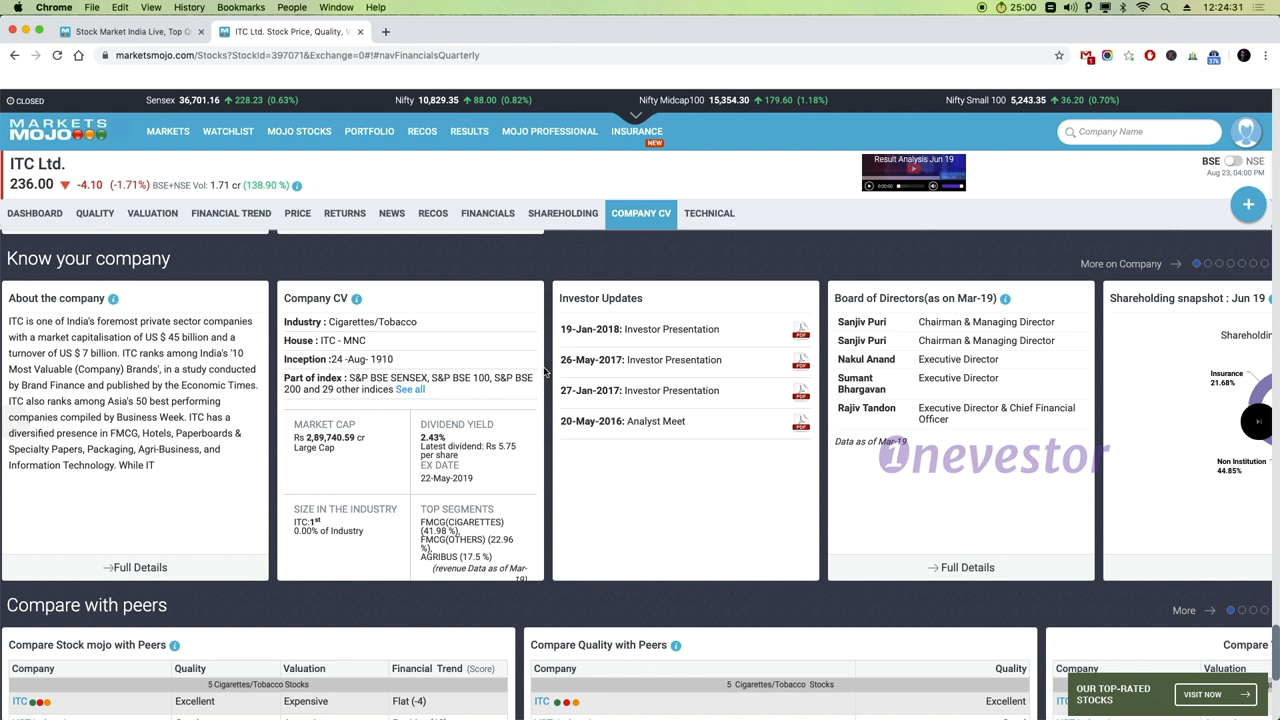 Chrome File Edit View History Bookmarks People Window Help 25:00 12:24:31
Stock Market India Live, Top Q ITC Ltd. Stock Price, Quality, V
marketsmojo.com/Stocks?StockId=397071&Exchange=0#!#navFinancialsQuarterly
CLOSED Sensex 36,701.16 228.23 (0.63%) Nifty 10,829.35 88.00 (0.82%) Nifty Midcap100 15,354.30 179.60 (1.18%) Nifty Small 100 5,243.35 36.20 (0.70%)
MARKETS MOJO MARKETS WATCHLIST MOJO STOCKS PORTFOLIO RECOS RESULTS MOJO PROFESSIONAL INSURANCE Company Name
NEW
ITC Ltd. Result Analysis Jun 19 BSE NSE
236.00 -4.10 (-1.71%) BSE+NSE Vol: 1.71 cr (138.90 %) Aug 23, 04:00 PM
DASHBOARD QUALITY VALUATION FINANCIAL TREND PRICE RETURNS NEWS RECOS FINANCIALS SHAREHOLDING COMPANY CV TECHNICAL
Know your company More on Company
About the company
ITC is one of India's foremost private sector companies
with a market capitalisation of US $ 45 billion and a
turnover of US $ 7 billion. ITC ranks among India's '10
Most Valuable (Company) Brands', in a study conducted
by Brand Finance and published by the Economic Times.
ITC also ranks among Asia's 50 best performing
companies compiled by Business Week. ITC has a
diversified presence in FMCG, Hotels, Paperboards &
Specialty Papers, Packaging, Agri-Business, and
Information Technology. While IT
Full Details
Company CV
Industry : Cigarettes/Tobacco
House : ITC - MNC
Inception :24 -Aug- 1910
Part of index : S&P BSE SENSEX, S&P BSE 100, S&P BSE
200 and 29 other indices See all
MARKET CAP
Rs 2,89,740.59 cr
Large Cap
DIVIDEND YIELD
2.43%
Latest dividend: Rs 5.75
per share
EX DATE
22-May-2019
SIZE IN THE INDUSTRY
ITC:1st
0.00% of Industry
TOP SEGMENTS
FMCG(CIGARETTES)
(41.98 %),
FMCG(OTHERS) (22.96
%),
AGRIBUS (17.5 %)
(revenue Data as of Mar-
19)
Investor Updates
19-Jan-2018: Investor Presentation
26-May-2017: Investor Presentation
27-Jan-2017: Investor Presentation
20-May-2016: Analyst Meet
Board of Directors(as on Mar-19)
Sanjiv Puri Chairman & Managing Director
Sanjiv Puri Chairman & Managing Director
Nakul Anand Executive Director
Sumant Bhargavan Executive Director
Rajiv Tandon Executive Director & Chief Financial
Officer
Data as of Mar-19
1nevestor
Full Details
Shareholding snapshot : Jun 19
Insurance
21.68%
Non Institution
44.85%
Compare with peers More
Compare Stock mojo with Peers
Company Quality Valuation Financial Trend (Score)
5 Cigarettes/Tobacco Stocks
ITC Excellent Expensive Flat (-4)
Compare Quality with Peers
Company Quality
5 Cigarettes/Tobacco Stocks
ITC Excellent
Company Valuation
OUR TOP-RATED
STOCKS
VISIT NOW